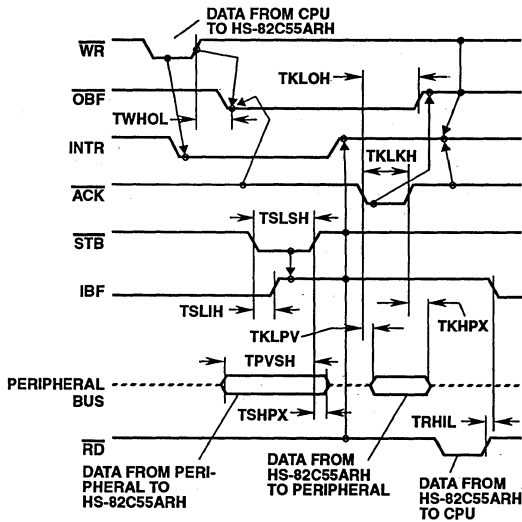 DATA FROM CPU
TO HS-82C55ARH
WR
TKLOH
OBF
TWHOL
INTR
TKLKH
ACK
TSLSH
STB
IBF
TSLIH
TKHPX
TKLPV
TPVSH
PERIPHERAL
BUS
TSHPX
TRHIL
RD
DATA FROM PERI-
PHERAL TO
HS-82C55ARH
DATA FROM
HS-82C55ARH
TO PERIPHERAL
DATA FROM
HS-82C55ARH
TO CPU